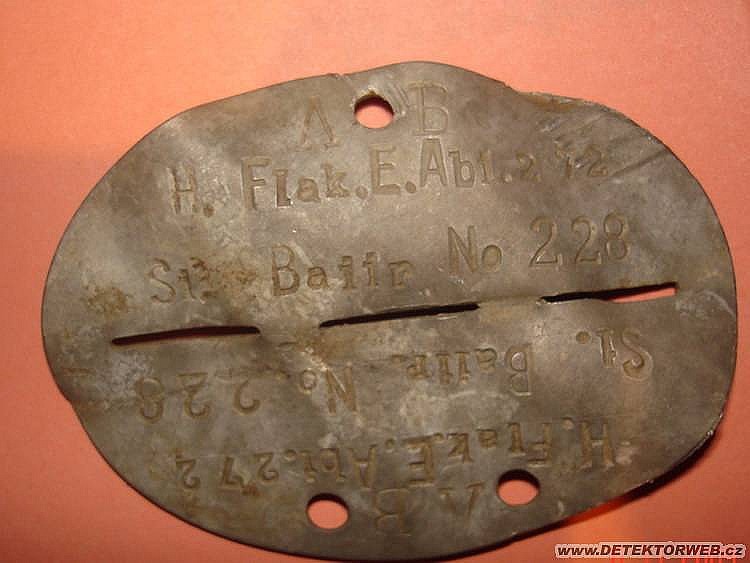 A B
H. Flak.E.Abt.272
St. Battr No 228
St. Battr. No. 228
H.Flak.E.Abt.272
A B
www.DETEKTORWEB.cz